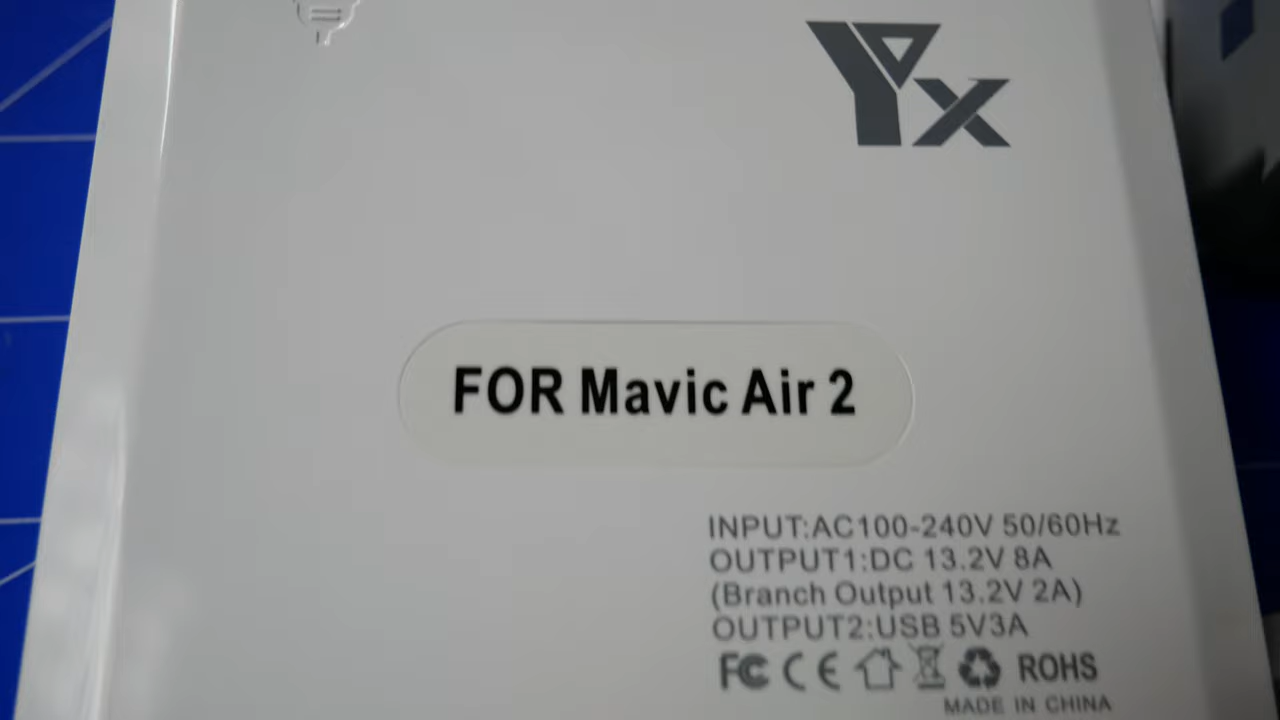 Yx
FOR Mavic Air 2
INPUT:AC100-240V 50/60Hz
OUTPUT1:DC 13.2V 8A
(Branch Output 13.2V 2A)
OUTPUT2:USB 5V3A
FC CE ROHS
MADE IN CHINA